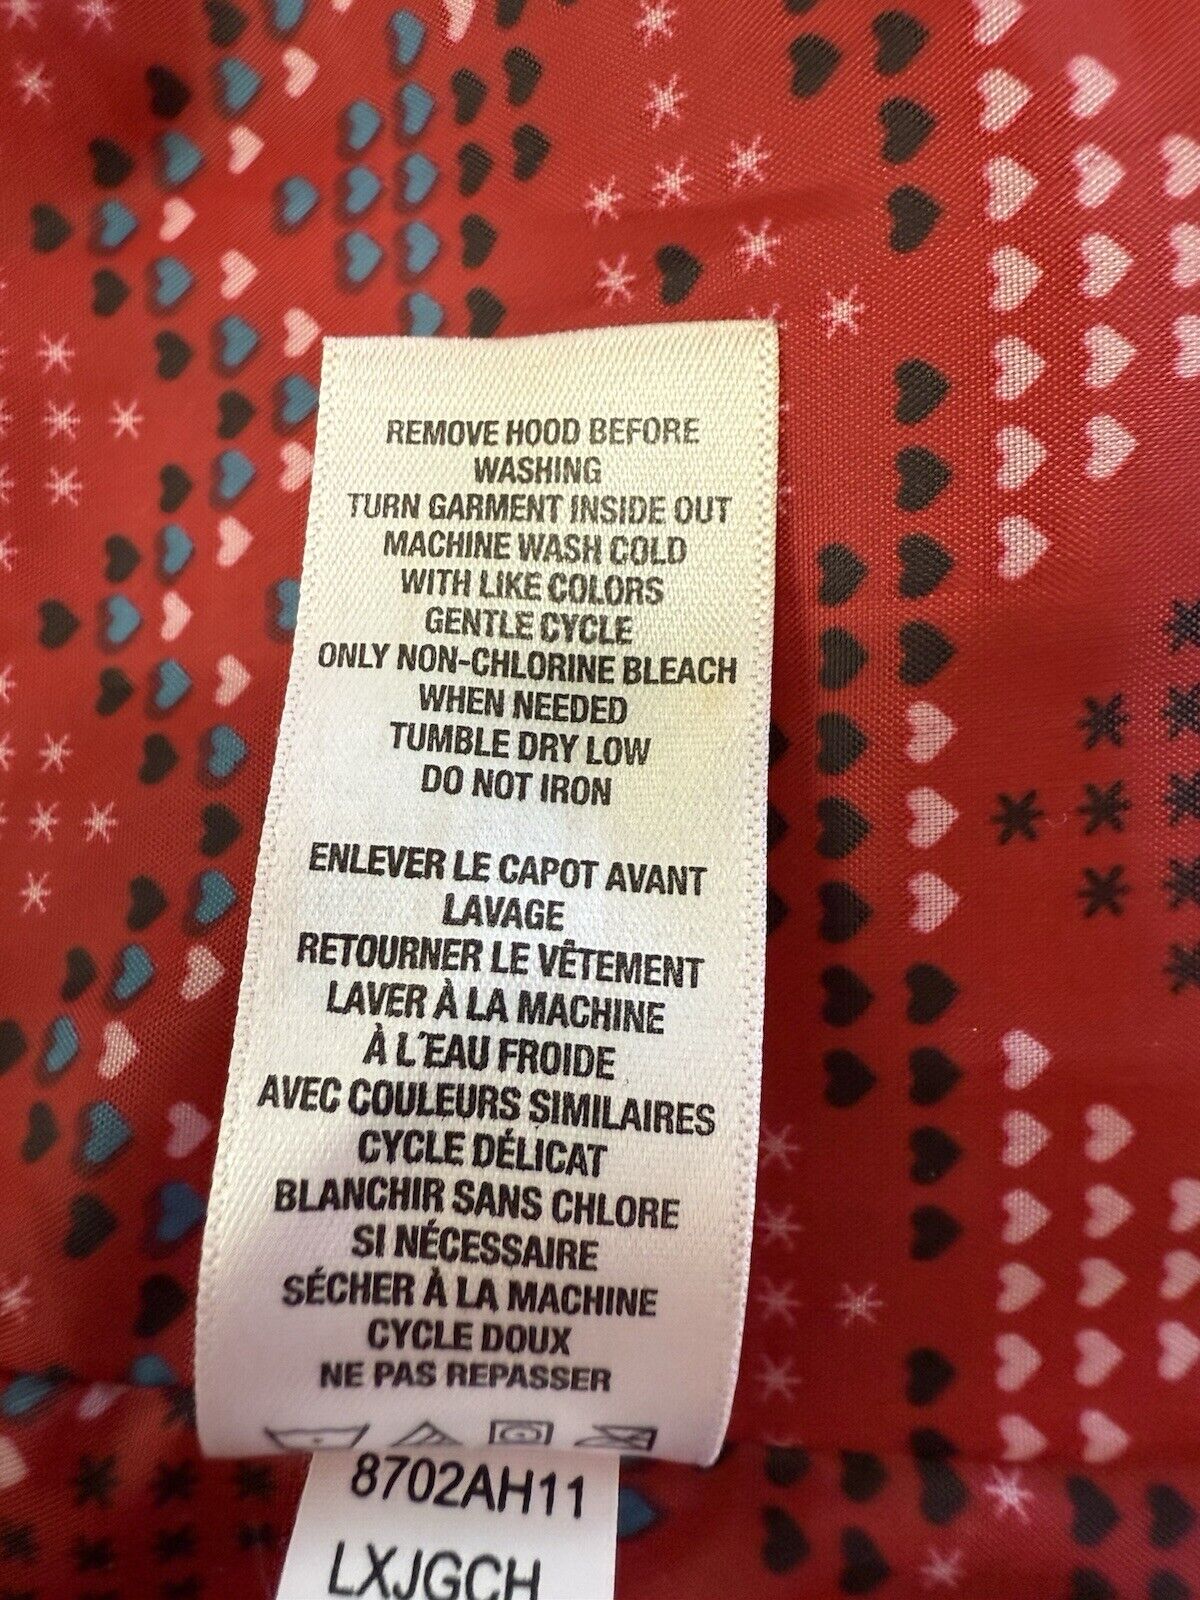 REMOVE HOOD BEFORE
WASHING
TURN GARMENT INSIDE OUT
MACHINE WASH COLD
WITH LIKE COLORS
GENTLE CYCLE
ONLY NON-CHLORINE BLEACH
WHEN NEEDED
TUMBLE DRY LOW
DO NOT IRON
ENLEVER LE CAPOT AVANT
LAVAGE
RETOURNER LE VÊTEMENT
LAVER À LA MACHINE
À L'EAU FROIDE
AVEC COULEURS SIMILAIRES
CYCLE DÉLICAT
BLANCHIR SANS CHLORE
SI NÉCESSAIRE
SÉCHER À LA MACHINE
CYCLE DOUX
NE PAS REPASSER
8702AH11
LXJGCH